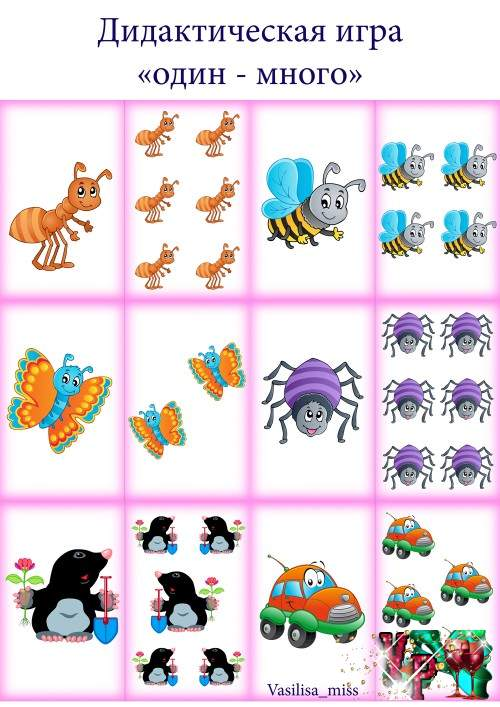 Дидактическая игра
«один - много»
Vasilisa_miss